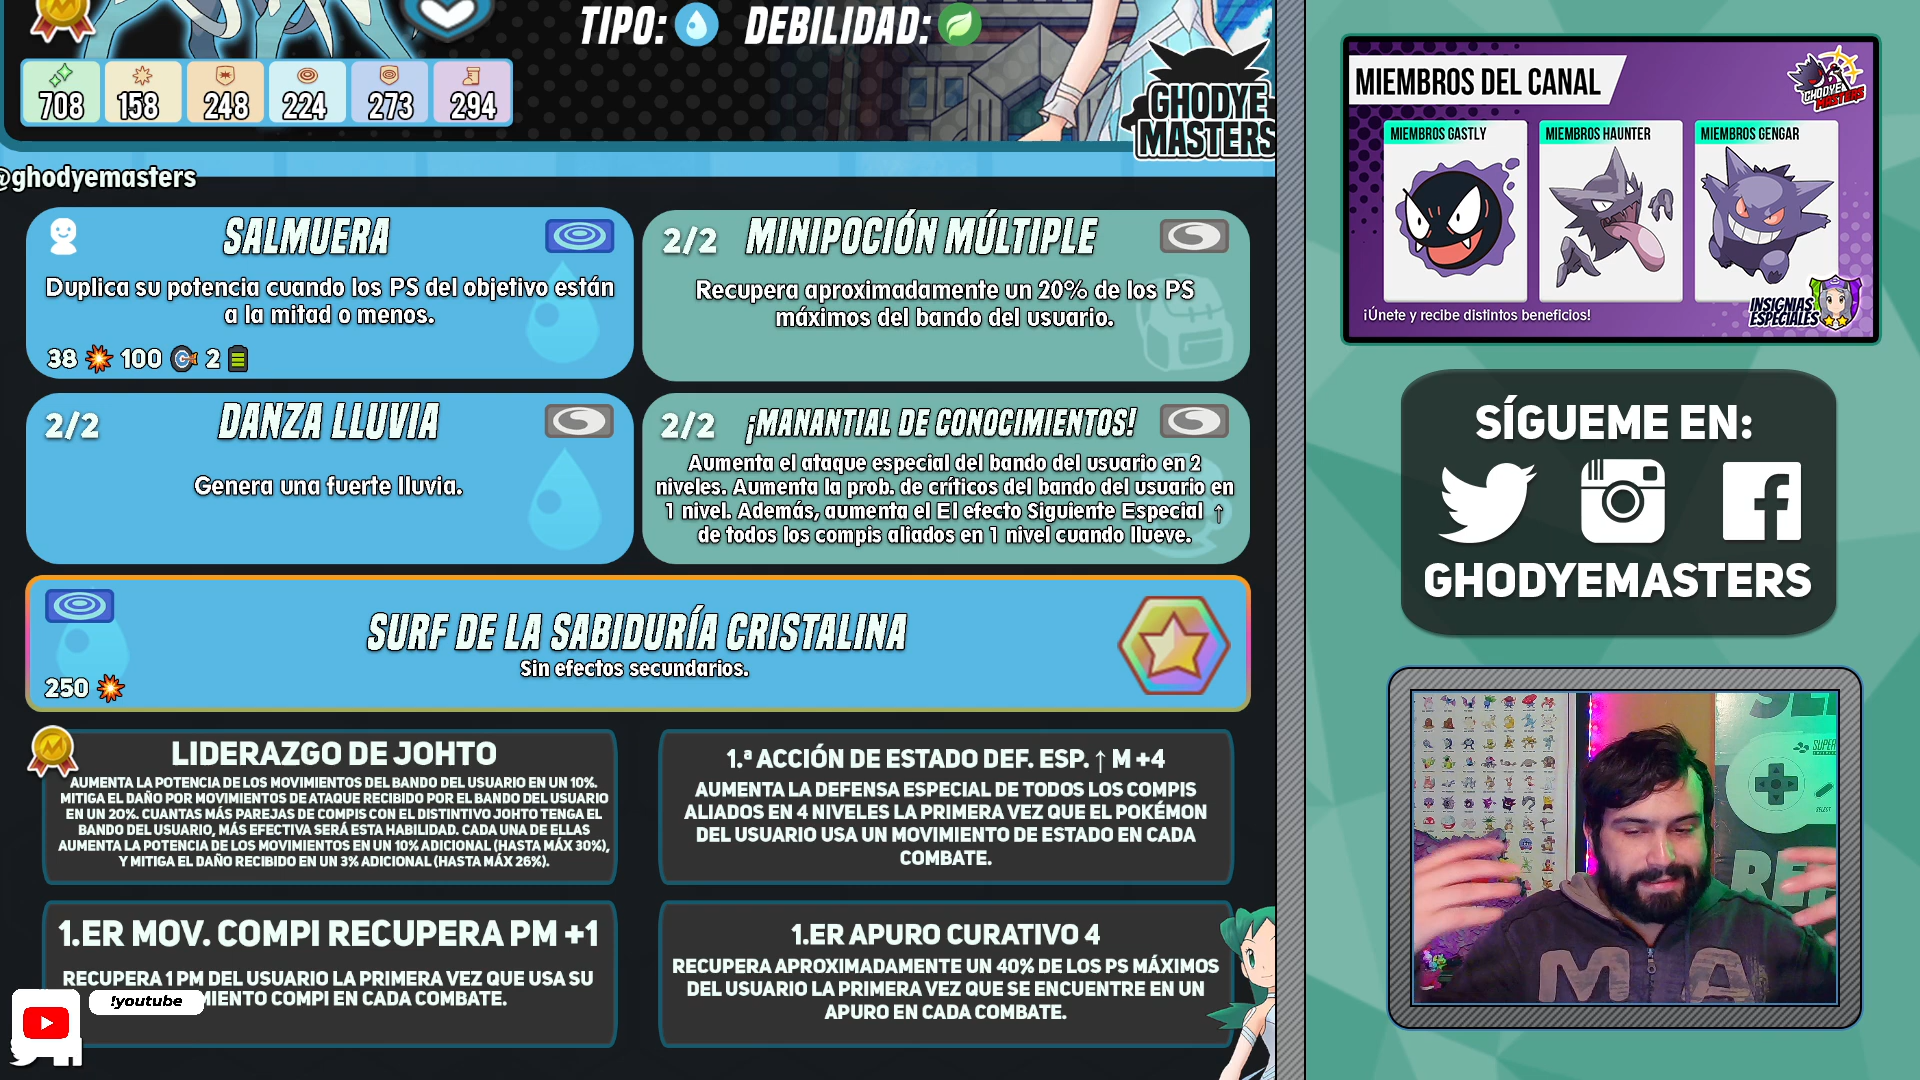 TIPO: DEBILIDAD:
708 158 248 224 273 294
GHODYE
MASTERS
@ghodyemasters
SALMUERA
Duplica su potencia cuando los PS del objetivo están
a la mitad o menos.
38 100 2
2/2 MINIPOCIÓN MÚLTIPLE
Recupera aproximadamente un 20% de los PS
máximos del bando del usuario.
2/2 DANZA LLUVIA
Genera una fuerte lluvia.
2/2 ¡MANANTIAL DE CONOCIMIENTOS!
Aumenta el ataque especial del bando del usuario en 2
niveles. Aumenta la prob. de críticos del bando del usuario en
1 nivel. Además, aumenta el El efecto Siguiente Especial ↑
de todos los compis aliados en 1 nivel cuando llueve.
SURF DE LA SABIDURÍA CRISTALINA
Sin efectos secundarios.
250
LIDERAZGO DE JOHTO
AUMENTA LA POTENCIA DE LOS MOVIMIENTOS DEL BANDO DEL USUARIO EN UN 10%.
MITIGA EL DAÑO POR MOVIMIENTOS DE ATAQUE RECIBIDO POR EL BANDO DEL USUARIO
EN UN 20%. CUANTAS MÁS PAREJAS DE COMPIS CON EL DISTINTIVO JOHTO TENGA EL
BANDO DEL USUARIO, MÁS EFECTIVA SERÁ ESTA HABILIDAD. CADA UNA DE ELLAS
AUMENTA LA POTENCIA DE LOS MOVIMIENTOS EN UN 10% ADICIONAL (HASTA MÁX 30%),
Y MITIGA EL DAÑO RECIBIDO EN UN 3% ADICIONAL (HASTA MÁX 26%).
1.ª ACCIÓN DE ESTADO DEF. ESP. ↑ M +4
AUMENTA LA DEFENSA ESPECIAL DE TODOS LOS COMPIS
ALIADOS EN 4 NIVELES LA PRIMERA VEZ QUE EL POKÉMON
DEL USUARIO USA UN MOVIMIENTO DE ESTADO EN CADA
COMBATE.
1.ER MOV. COMPI RECUPERA PM +1
RECUPERA 1 PM DEL USUARIO LA PRIMERA VEZ QUE USA SU
MIENTO COMPI EN CADA COMBATE.
!youtube
1.ER APURO CURATIVO 4
RECUPERA APROXIMADAMENTE UN 40% DE LOS PS MÁXIMOS
DEL USUARIO LA PRIMERA VEZ QUE SE ENCUENTRE EN UN
APURO EN CADA COMBATE.
MIEMBROS DEL CANAL
GHODYE
MASTERS
MIEMBROS GASTLY
MIEMBROS HAUNTER
MIEMBROS GENGAR
INSIGNIAS
ESPECIALES
¡Únete y recibe distintos beneficios!
SÍGUEME EN:
GHODYEMASTERS
SUPER
SELECT
RE
M A